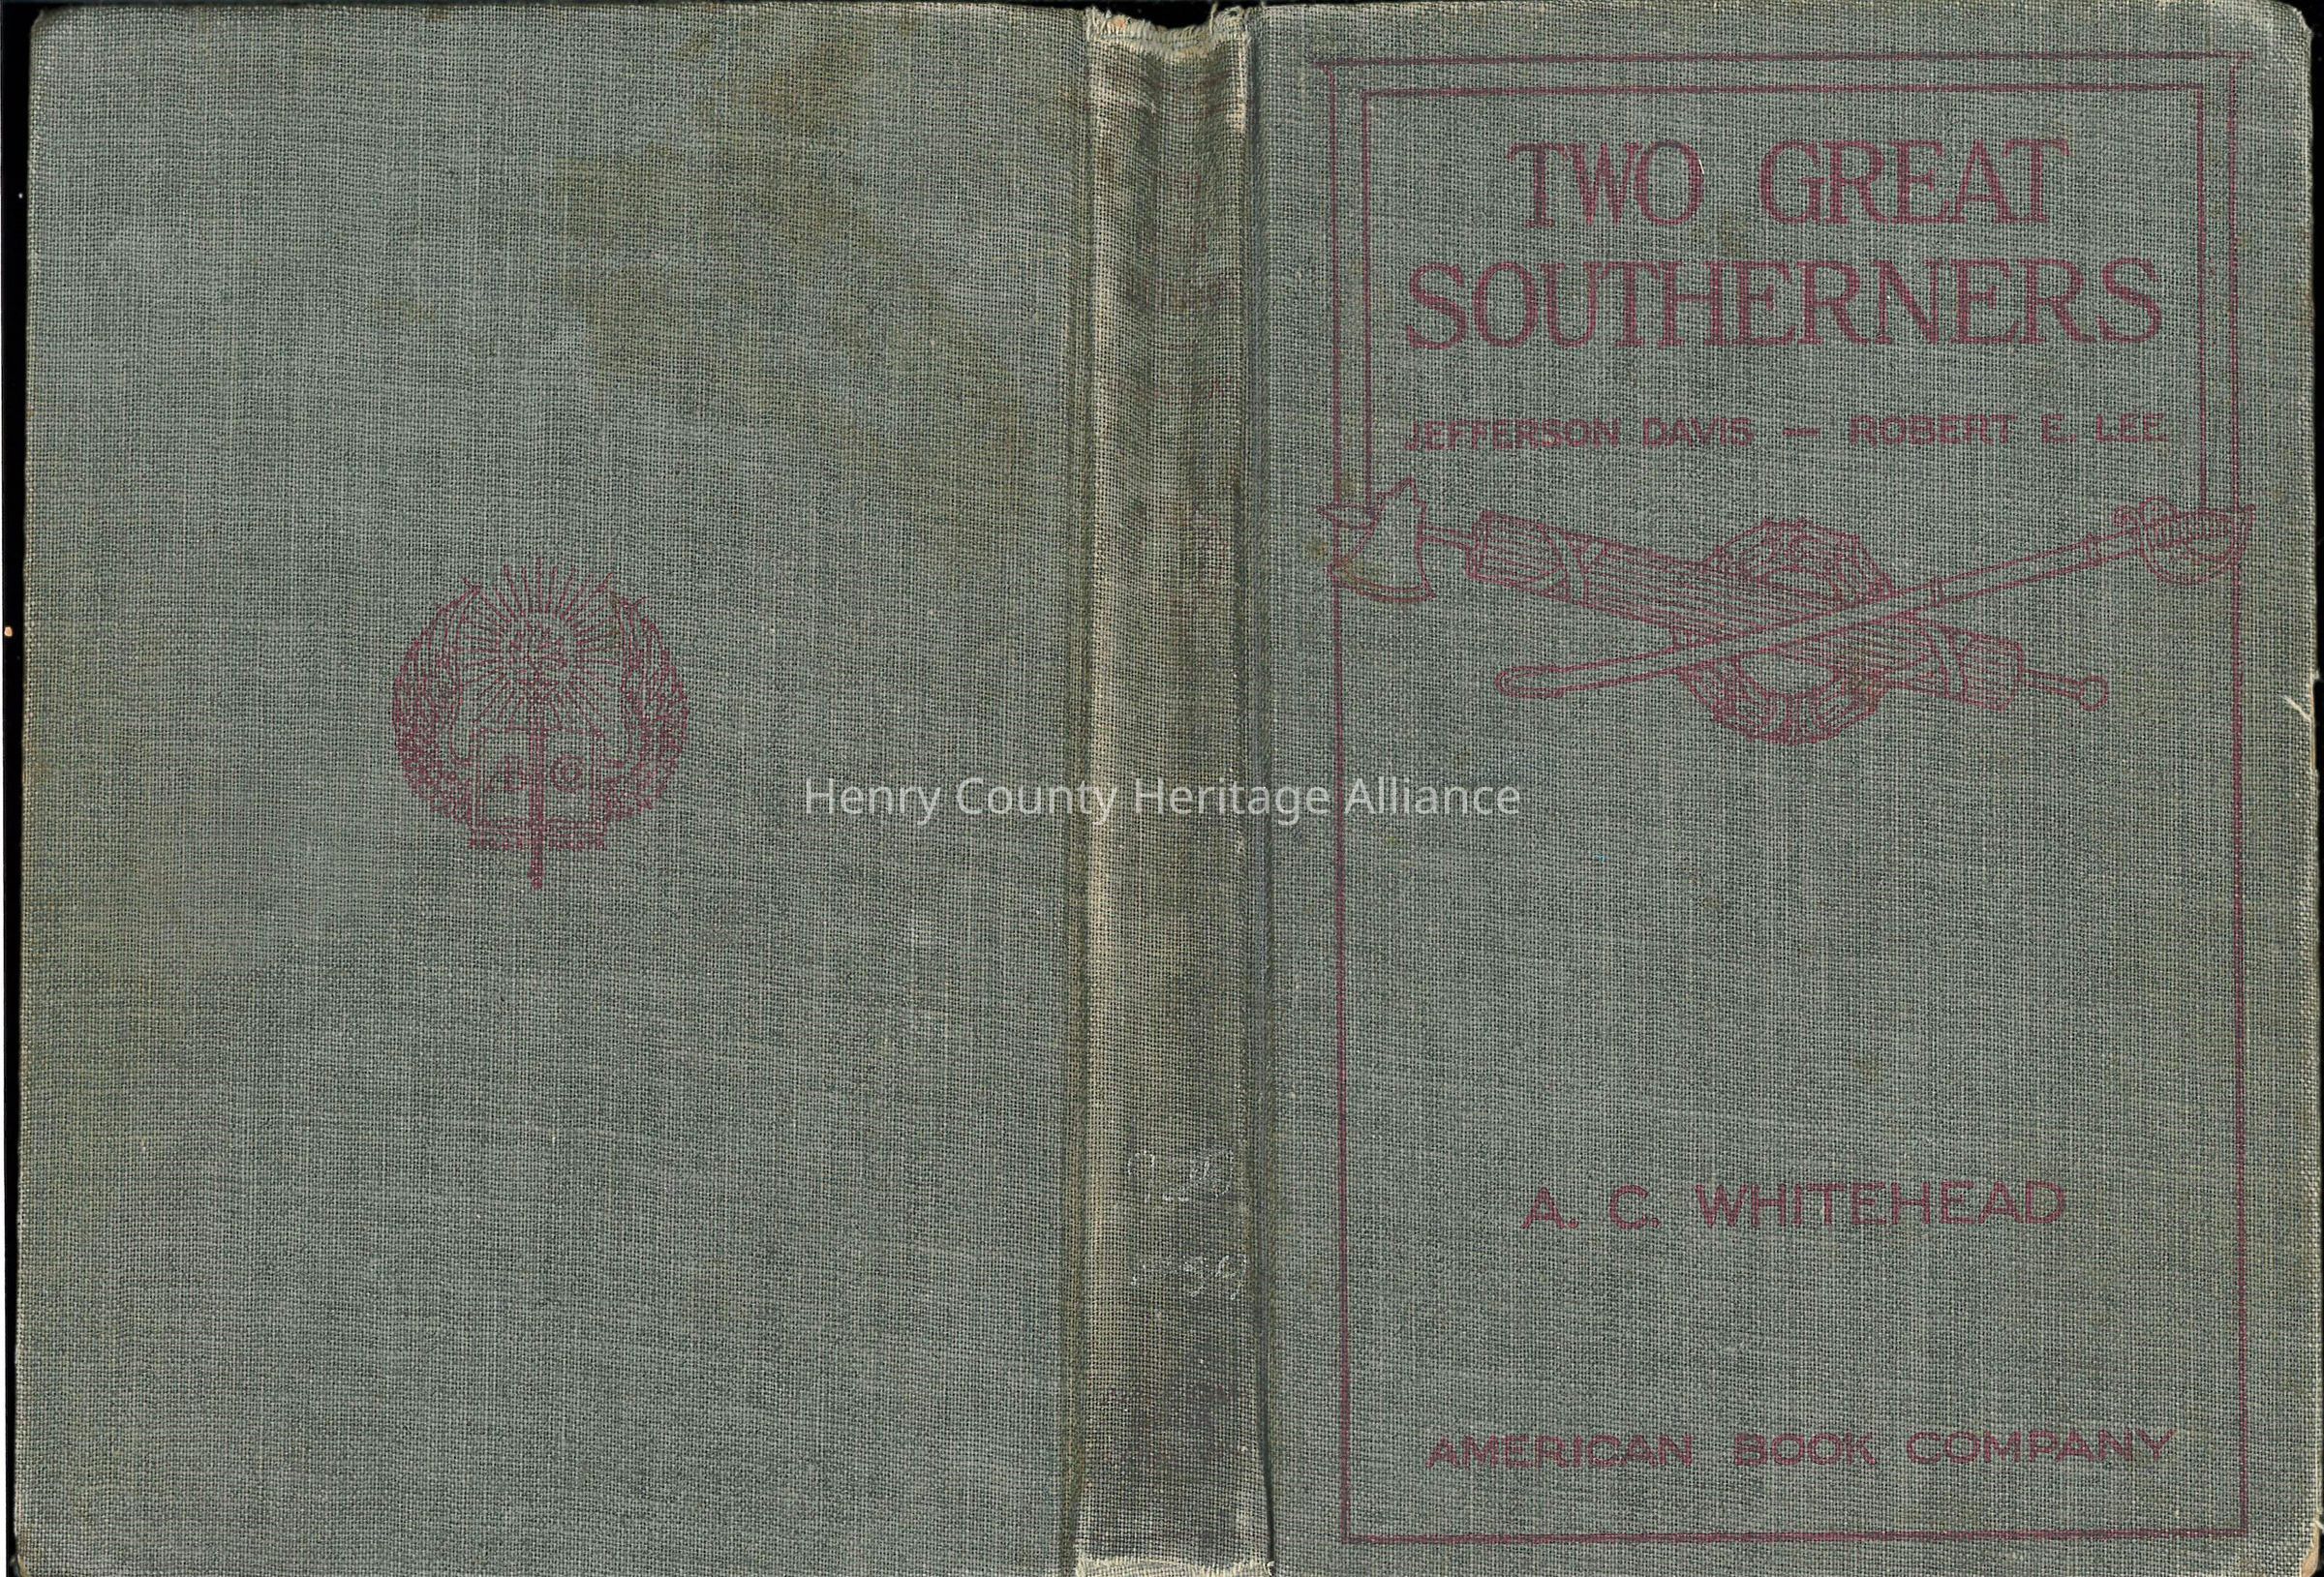 TWO GREAT
SOUTHERNERS
JEFFERSON DAVIS — ROBERT E. LEE
Henry County Heritage Alliance
A. C. WHITEHEAD
AMERICAN BOOK COMPANY